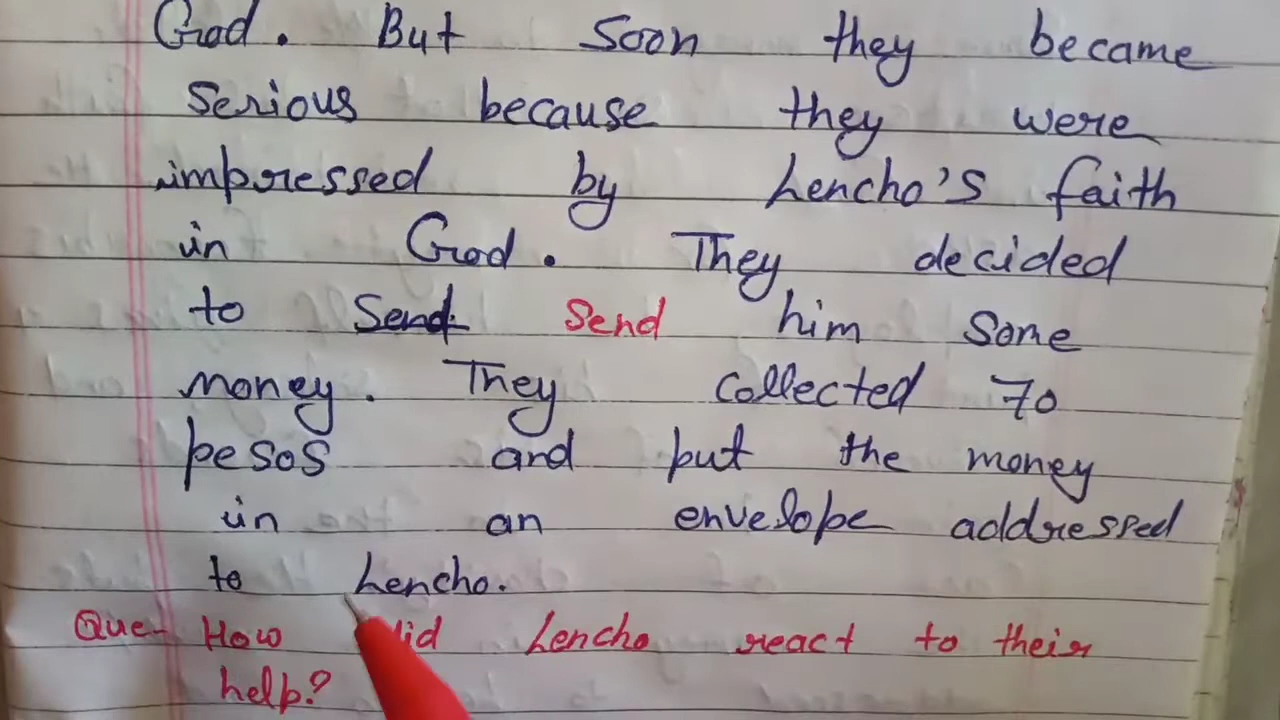 God. But soon they became
serious because they were
impressed by Lencho's faith
in God. They decided
to send send him some
money. They collected 70
pesos and put the money
in an envelope addressed
to Lencho.
Que- How did Lencho react to their
help?